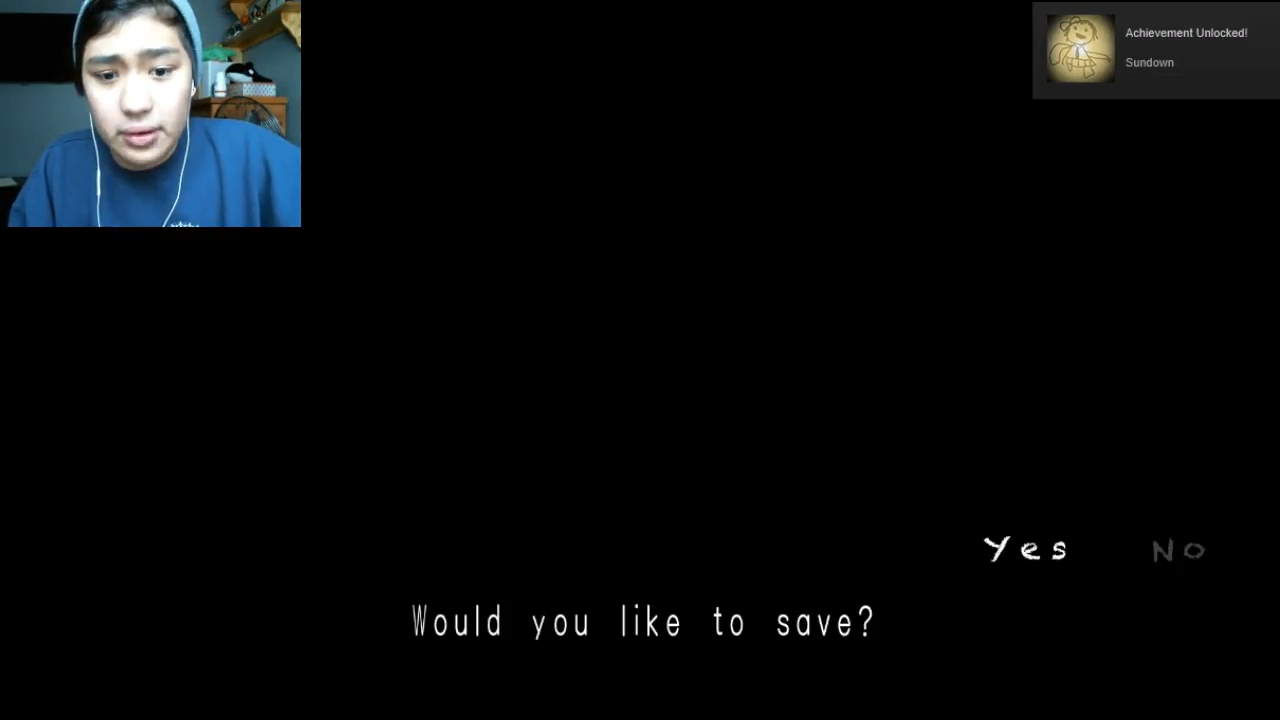 Achievement Unlocked!
Sundown
Yes No
Would you like to save?